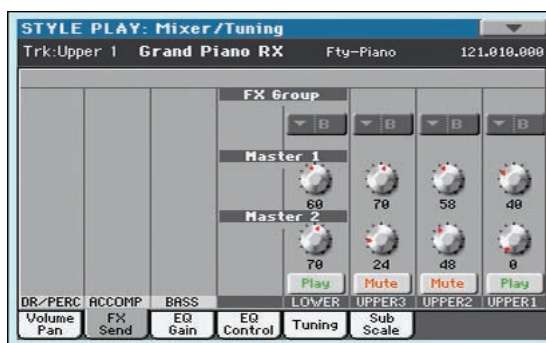 STYLE PLAY: Mixer/Tuning
Trk:Upper 1 Grand Piano RX Fty-Piano 121.010.000
FX Group
B B B B
Master 1
60 70 58 40
Master 2
70 24 48 0
Play Mute Mute Play
DR/PERC ACCOMP BASS LOWER UPPER3 UPPER2 UPPER1
Volume Pan FX Send EQ Gain EQ Control Tuning Sub Scale